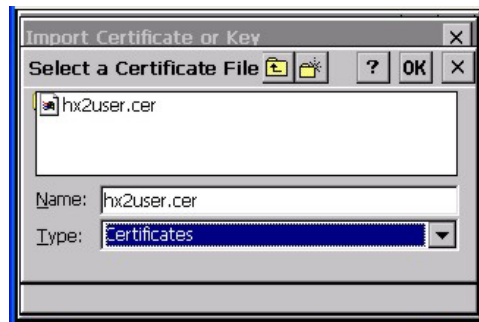 Import Certificate or Key
Select a Certificate File ? OK ×
hx2user.cer
Name: hx2user.cer
Type: Certificates